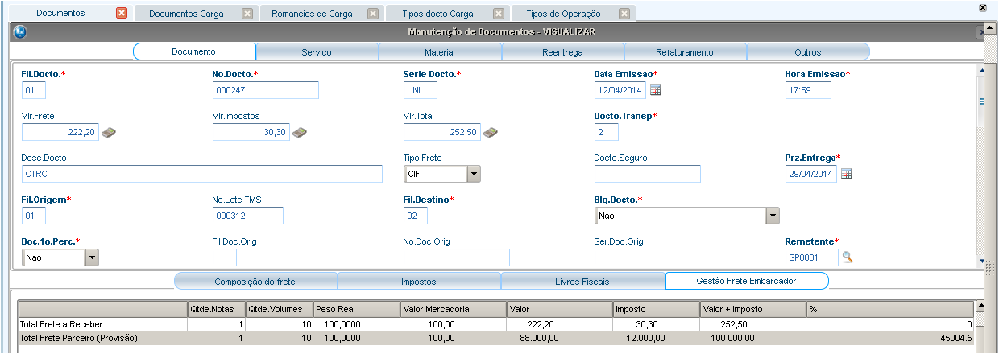 Documentos Documentos Carga Romaneios de Carga Tipos docto Carga Tipos de Operação
Manutenção de Documentos - VISUALIZAR
Documento Servico Material Reentrega Refaturamento Outros
Fil.Docto.* No.Docto.* Serie Docto.* Data Emissao* Hora Emissao*
01 000247 UNI 12/04/2014 17:59
Vlr.Frete Vlr.Impostos Vlr.Total Docto.Transp*
222,20 30,30 252,50 2
Desc.Docto. Tipo Frete Docto.Seguro Prz.Entrega*
CTRC CIF 29/04/2014
Fil.Origem* No.Lote TMS Fil.Destino* Blq.Docto.*
01 000312 02 Nao
Doc.1o.Perc.* Fil.Doc.Orig No.Doc.Orig Ser.Doc.Orig Remetente*
Nao SP0001
Composição do frete Impostos Livros Fiscais Gestão Frete Embarcador
Qtde.Notas Qtde.Volumes Peso Real Valor Mercadoria Valor Imposto Valor + Imposto %
Total Frete a Receber 1 10 100,0000 100,00 222,20 30,30 252,50 0
Total Frete Parceiro (Provisão) 1 10 100,0000 100,00 88.000,00 12.000,00 100.000,00 45004.5